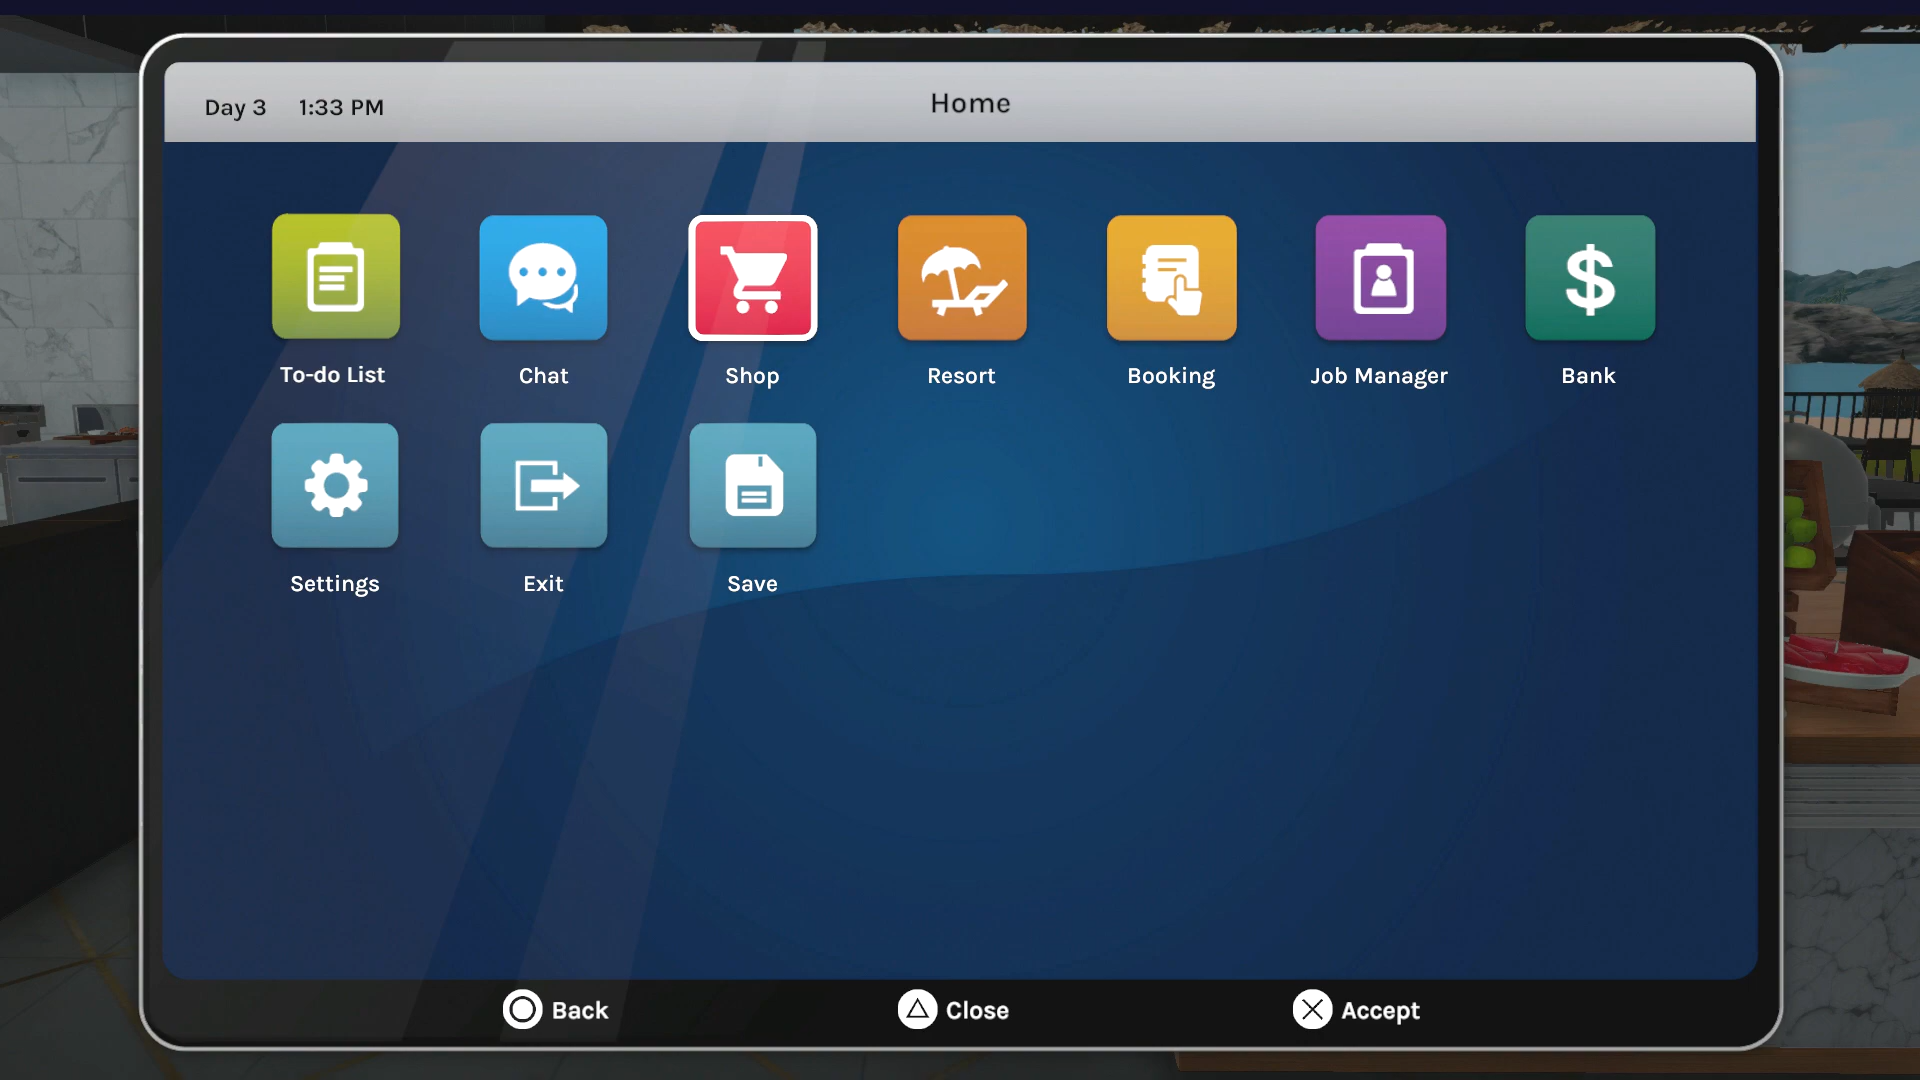 Day 3 1:33 PM Home
To-do List Chat Shop Resort Booking Job Manager Bank
Settings Exit Save
Back Close Accept